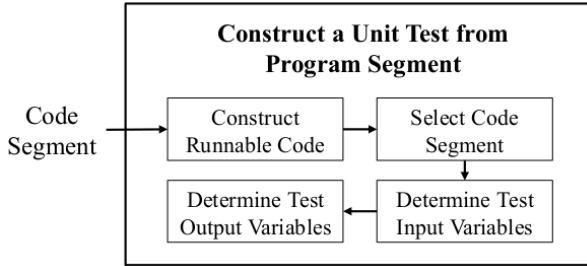 Construct a Unit Test from
Program Segment
Code
Segment
Construct
Runnable Code
Select Code
Segment
Determine Test
Output Variables
Determine Test
Input Variables